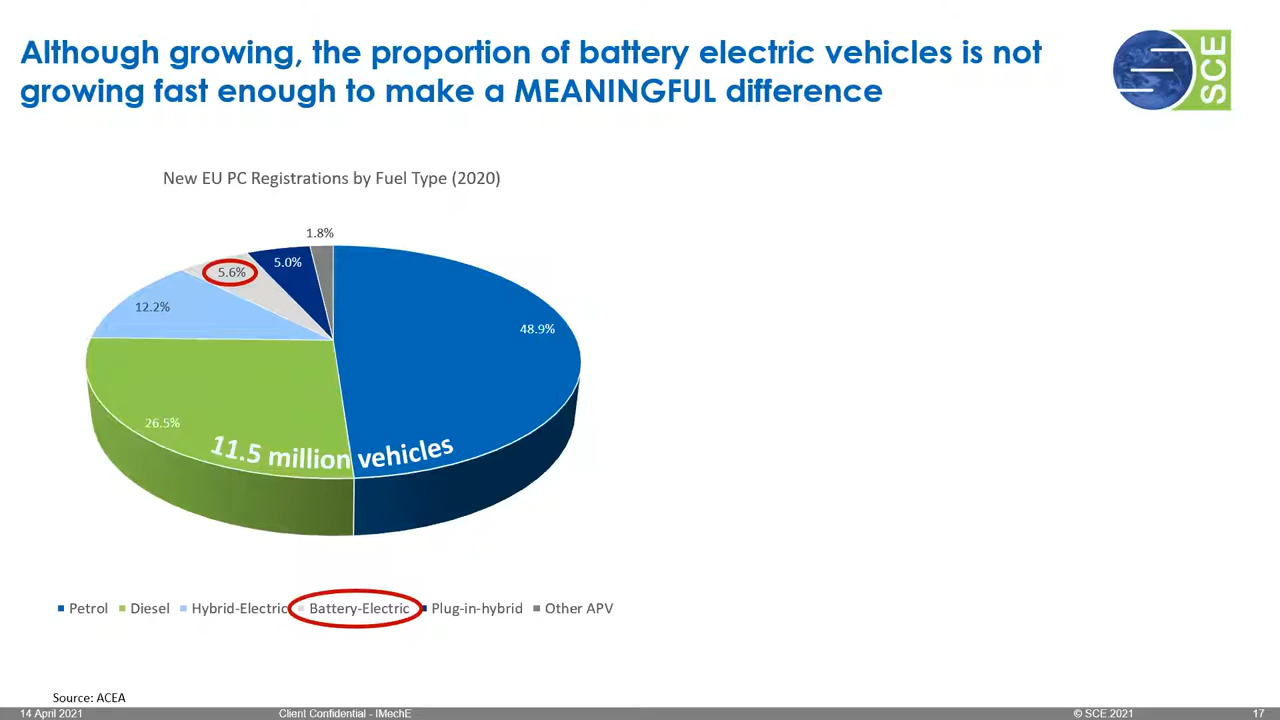 Although growing, the proportion of battery electric vehicles is not
growing fast enough to make a MEANINGFUL difference
SCE
New EU PC Registrations by Fuel Type (2020)
1.8%
5.0%
5.6%
12.2%
48.9%
26.5%
11.5 million vehicles
Petrol Diesel Hybrid-Electric Battery-Electric Plug-in-hybrid Other APV
Source: ACEA
14 April 2021 Client Confidential - IMechE © SCE 2021 17